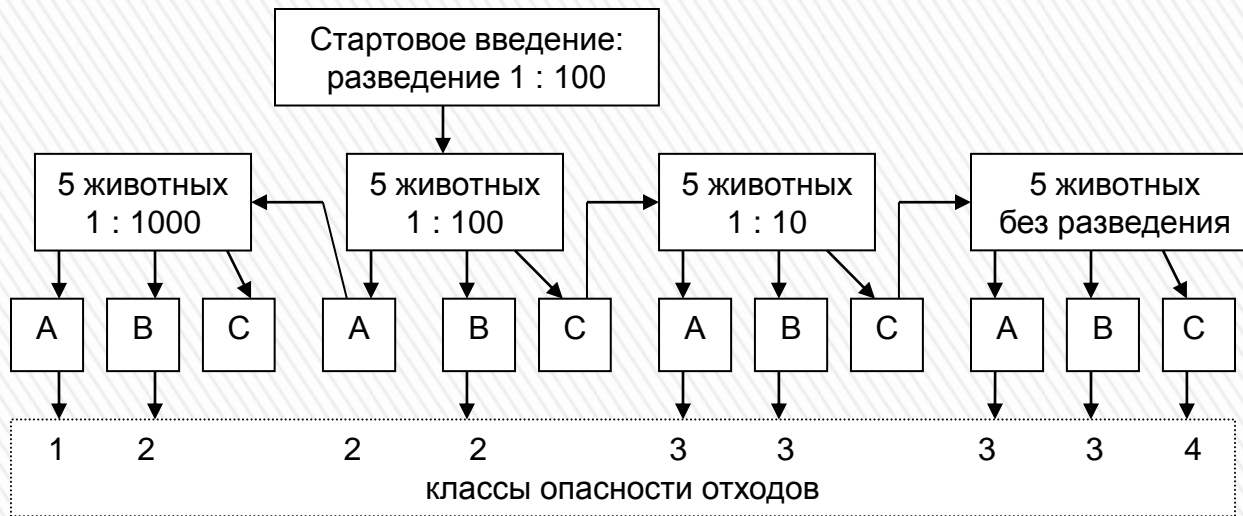 Стартовое введение:
разведение 1 : 100
5 животных
1 : 1000
5 животных
1 : 100
5 животных
1 : 10
5 животных
без разведения
А В С А В С А В С А В С
1 2 2 2 3 3 3 3 4
классы опасности отходов